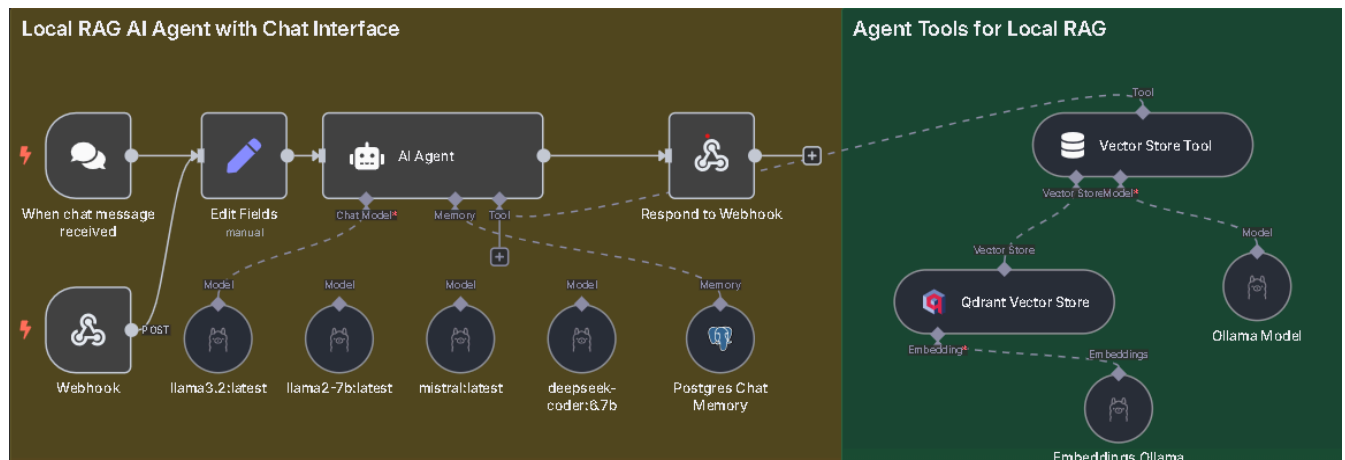 Local RAG AI Agent with Chat Interface
Agent Tools for Local RAG
Tool
Vector Store Tool
AI Agent
Vector Store
Model*
When chat message
received
Edit Fields
manual
Chat Model*
Memory
Tool
Respond to Webhook
Model
Vector Store
Model
Model
Model
Model
Memory
Qdrant Vector Store
POST
Ollama Model
Embedding*
Embeddings
Webhook
llama3.2:latest
llama2-7b:latest
mistral:latest
deepseek-
coder:6.7b
Postgres Chat
Memory
Embeddings Ollama